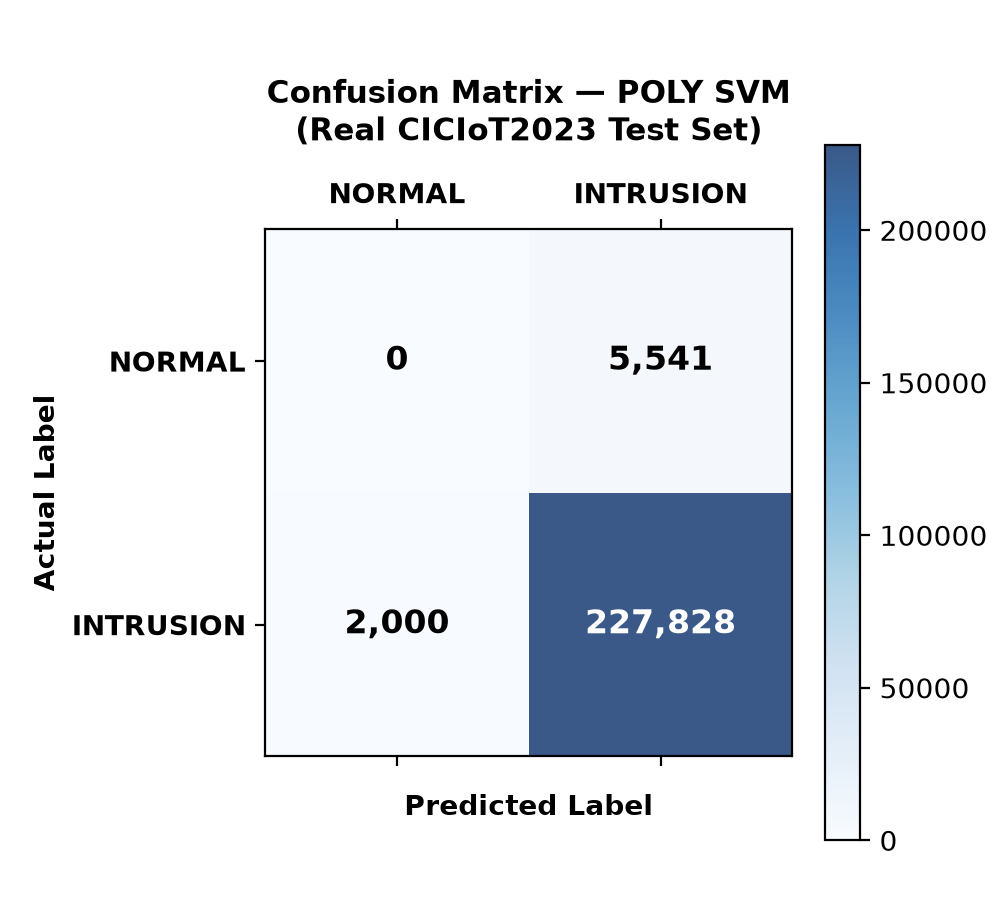 Confusion Matrix — POLY SVM
(Real CICIoT2023 Test Set)
NORMAL INTRUSION
Actual Label
NORMAL 0 5,541
INTRUSION 2,000 227,828
Predicted Label
200000
150000
100000
50000
0